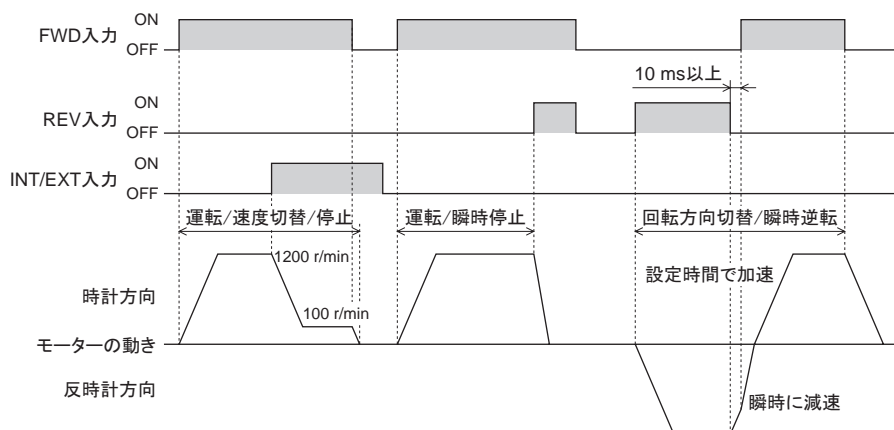 ON
FWD入力
OFF
10 ms以上
ON
REV入力
OFF
ON
INT/EXT入力
OFF
運転/速度切替/停止
運転/瞬時停止
回転方向切替/瞬時逆転
1200 r/min
設定時間で加速
時計方向
100 r/min
モーターの動き
反時計方向
瞬時に減速